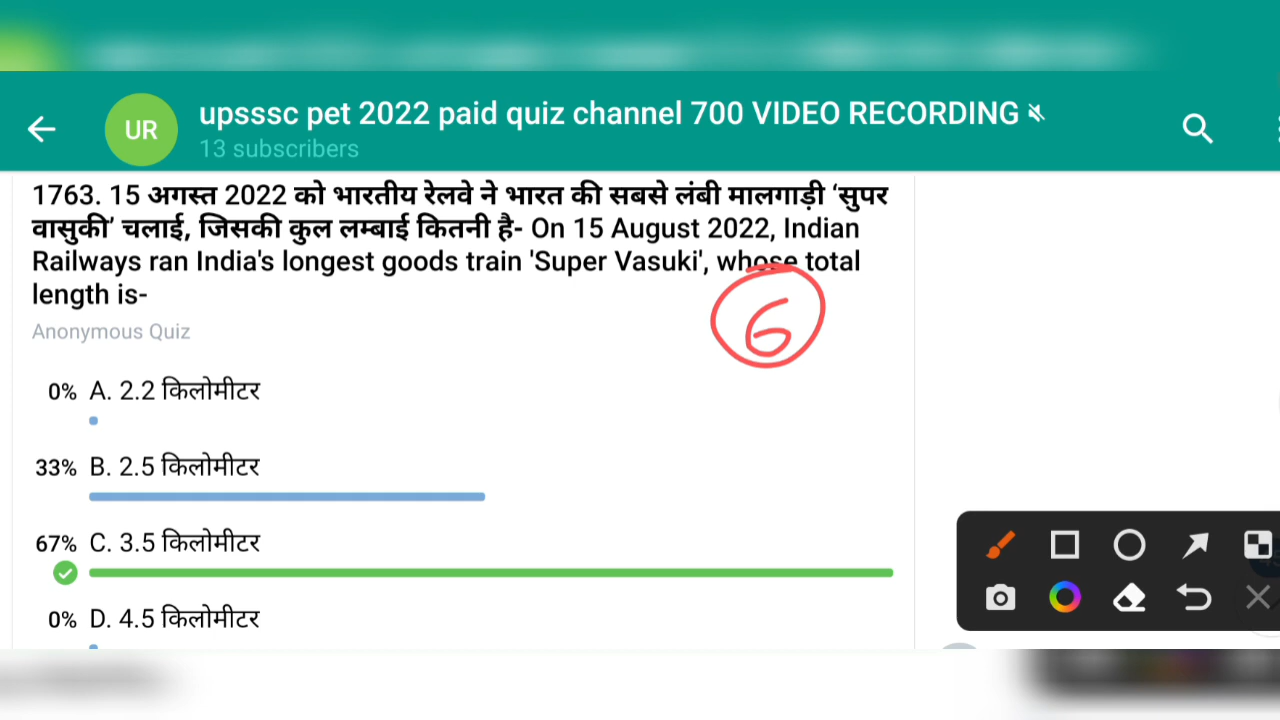 UR
upsssc pet 2022 paid quiz channel 700 VIDEO RECORDING
13 subscribers
1763. 15 अगस्त 2022 को भारतीय रेलवे ने भारत की सबसे लंबी मालगाड़ी ‘सुपर
वासुकी’ चलाई, जिसकी कुल लम्बाई कितनी है- On 15 August 2022, Indian
Railways ran India's longest goods train 'Super Vasuki', whose total
length is-
6
Anonymous Quiz
0% A. 2.2 किलोमीटर
33% B. 2.5 किलोमीटर
67% C. 3.5 किलोमीटर
0% D. 4.5 किलोमीटर